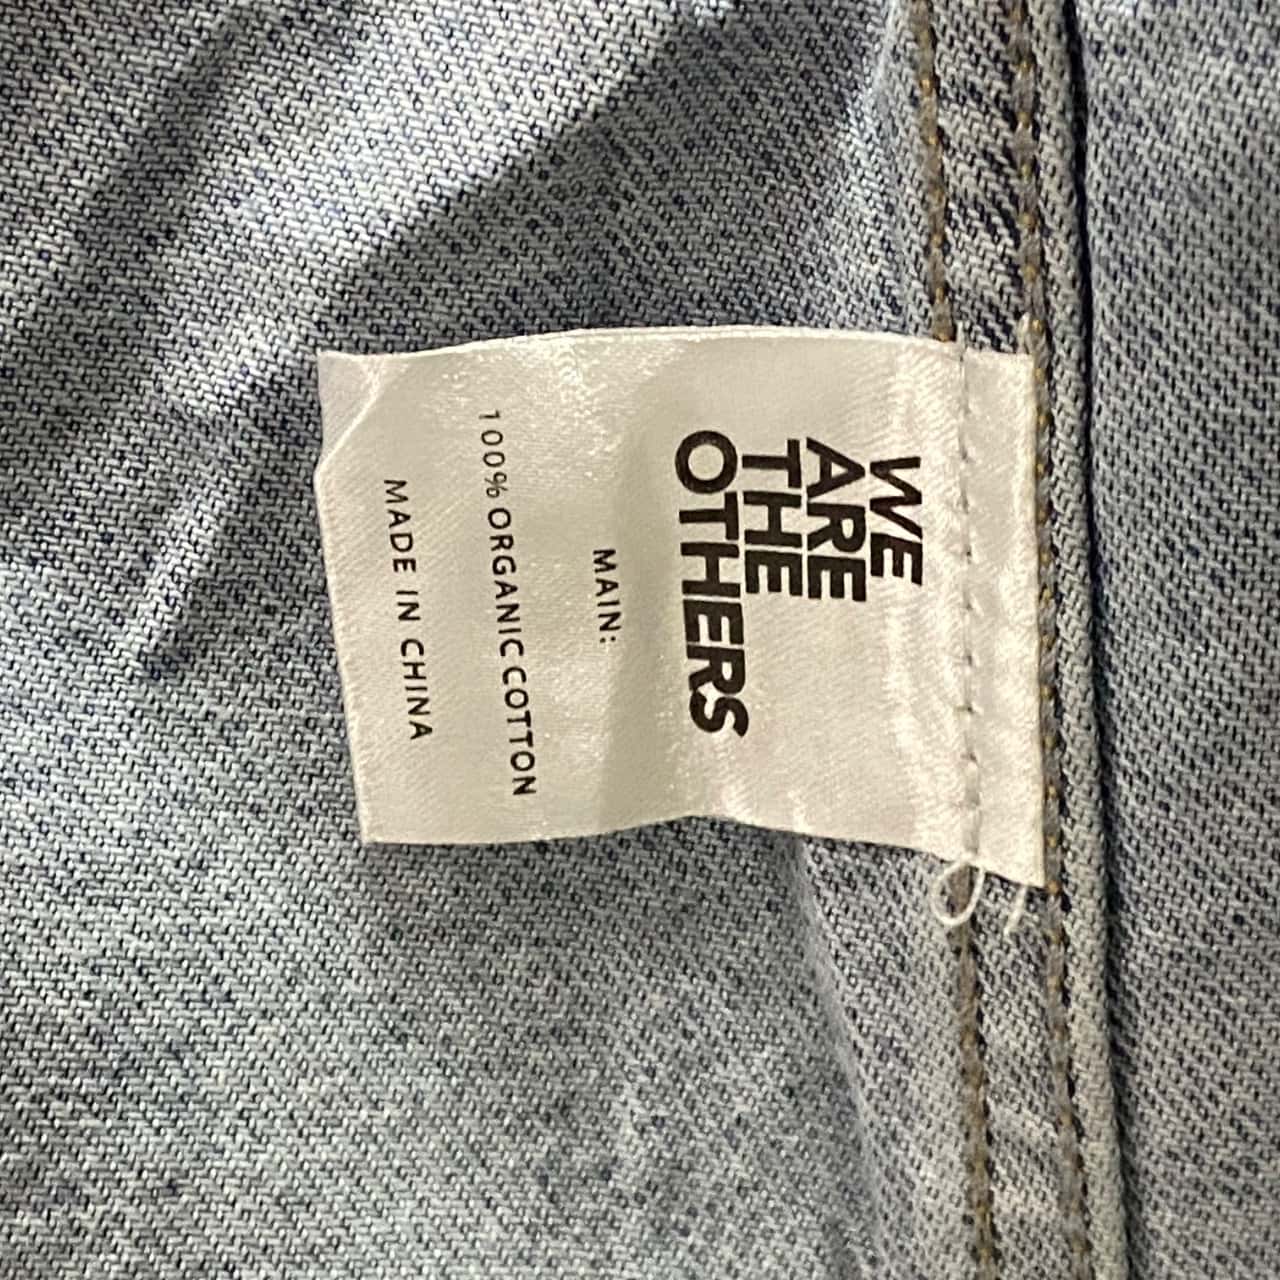 WE
ARE
THE
OTHERS
MAIN:
100% ORGANIC COTTON
MADE IN CHINA